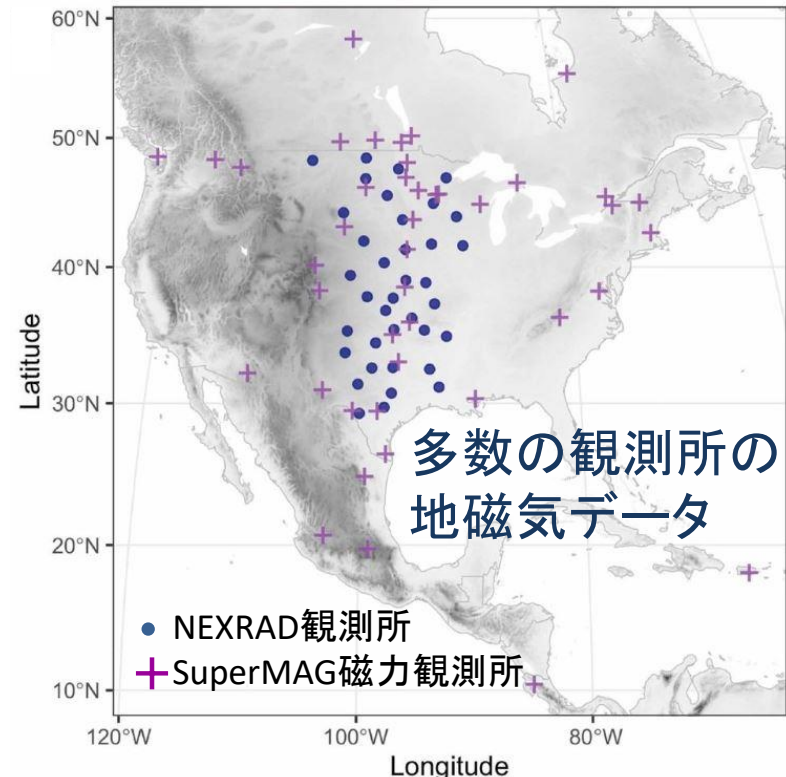 60°N
50°N
40°N
30°N
20°N
10°N
Latitude
多数の観測所の
地磁気データ
NEXRAD観測所
SuperMAG磁力観測所
120°W
100°W
80°W
Longitude